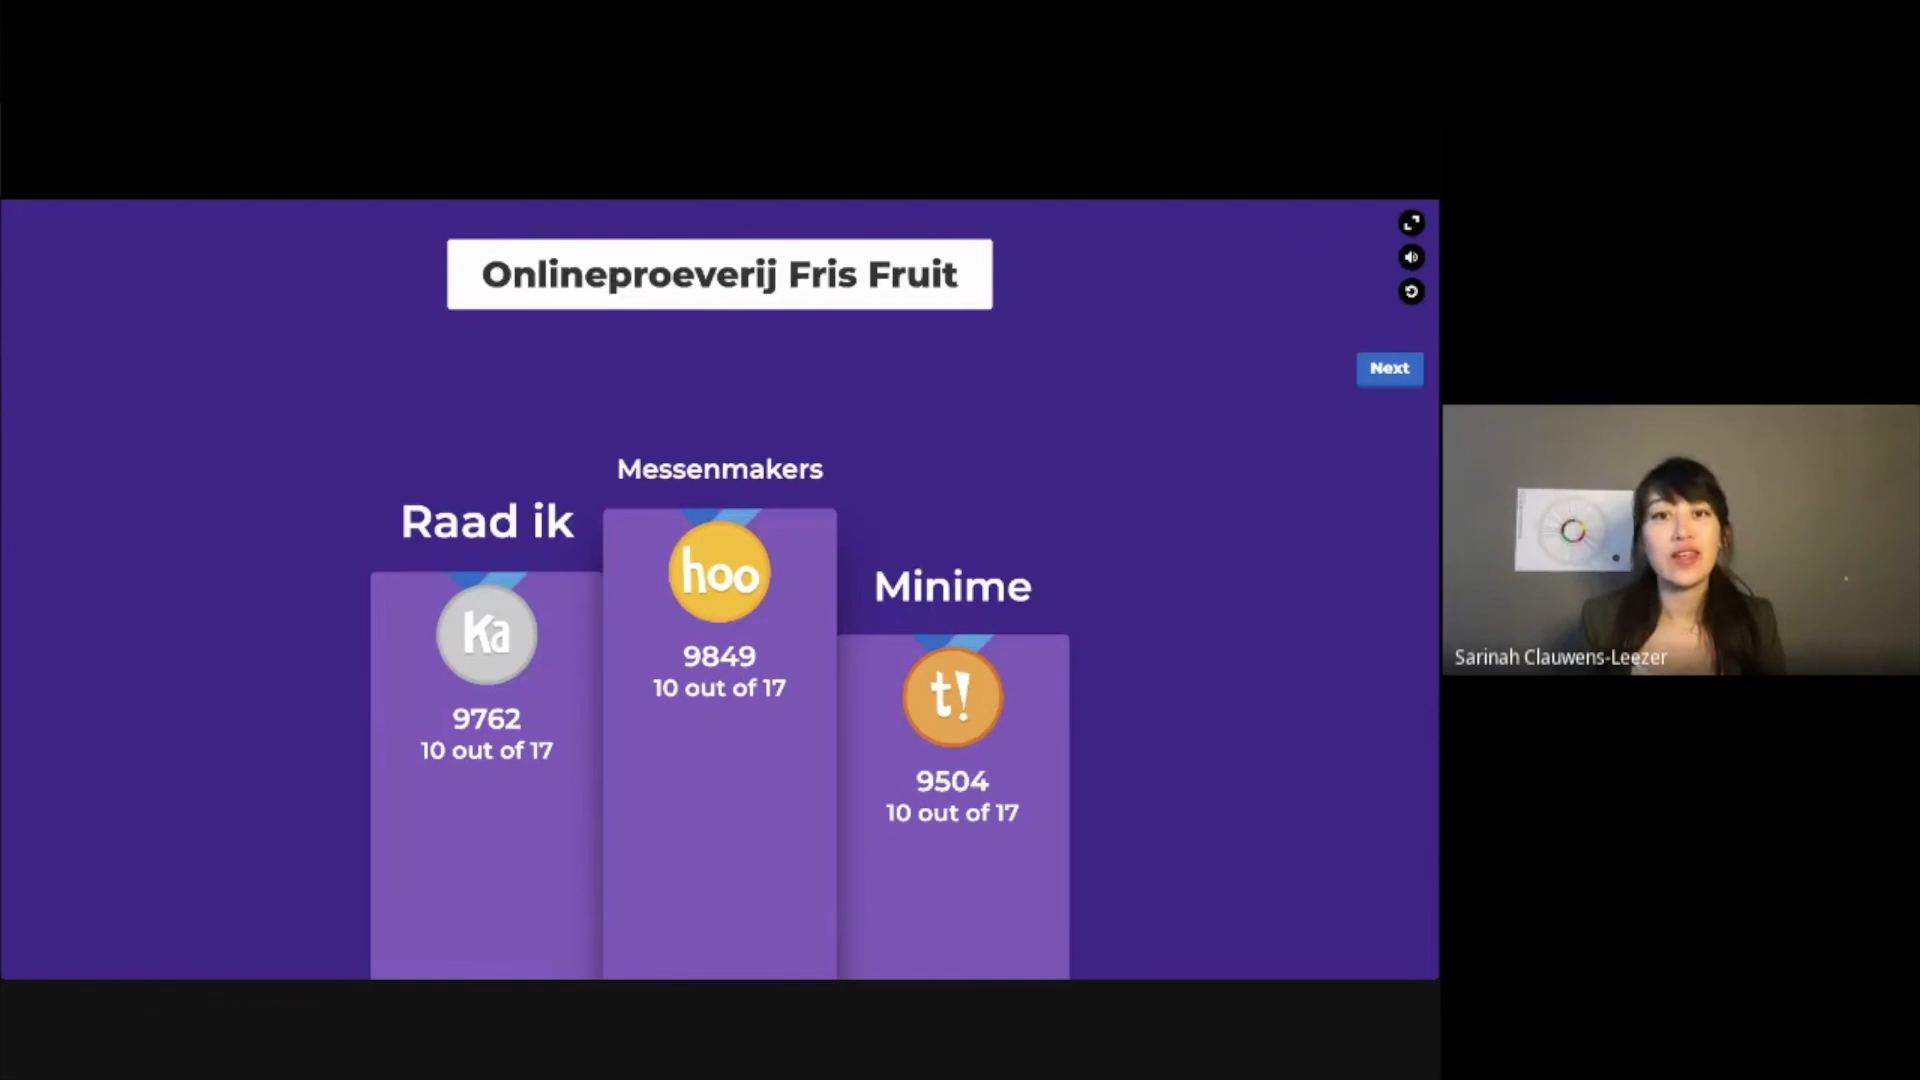 Onlineproeverij Fris Fruit
Next
Messenmakers
Raad ik
Minime
hoo
9849
10 out of 17
Ka
9762
10 out of 17
t!
9504
10 out of 17
Sarinah Clauwens-Leezer